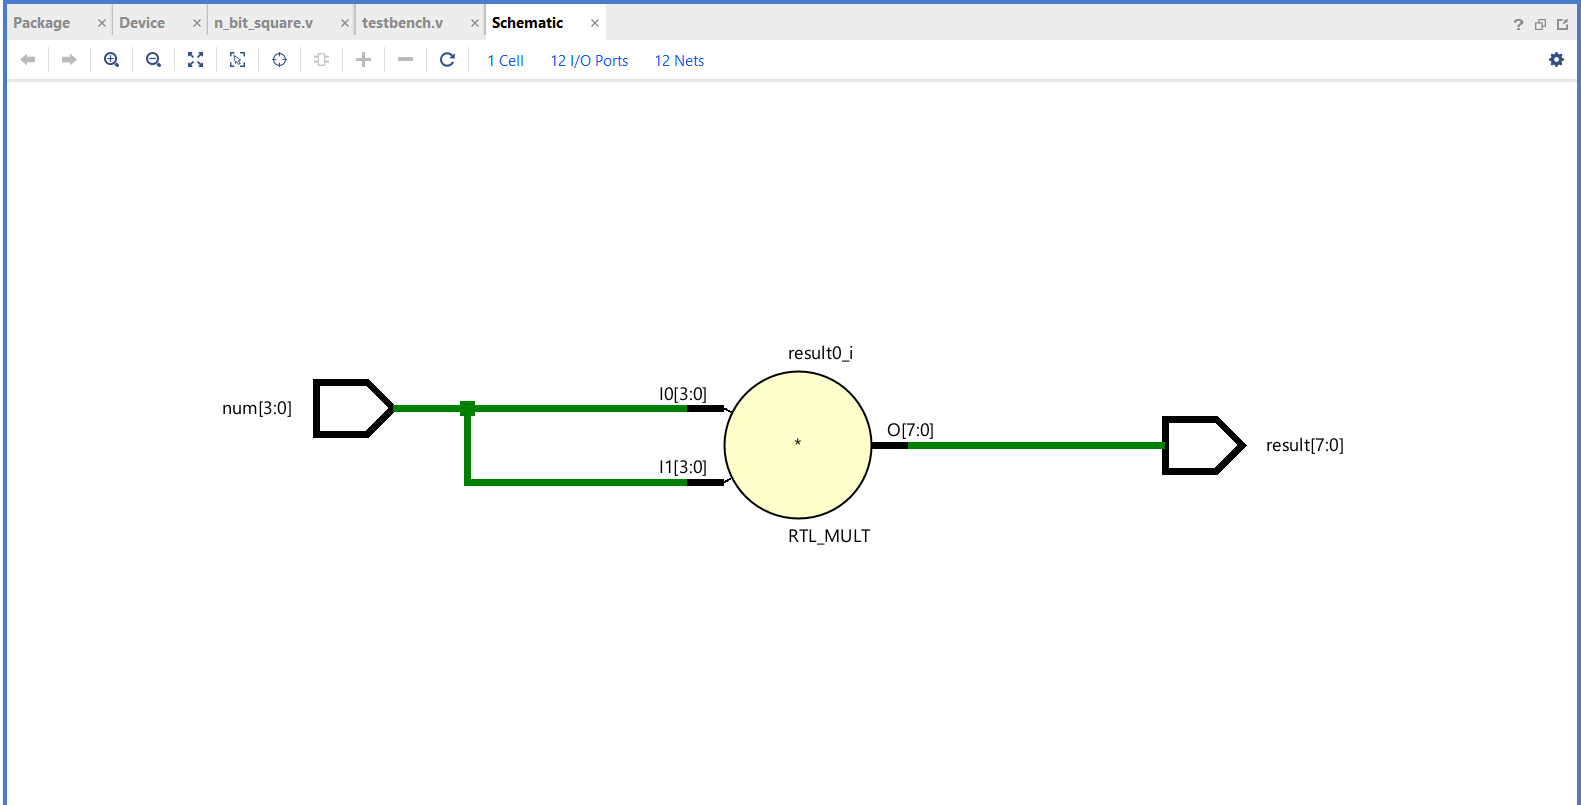 Package Device n_bit_square.v testbench.v Schematic ?
1 Cell 12 I/O Ports 12 Nets
result0_i
I0[3:0]
num[3:0]
O[7:0]
*
result[7:0]
I1[3:0]
RTL_MULT